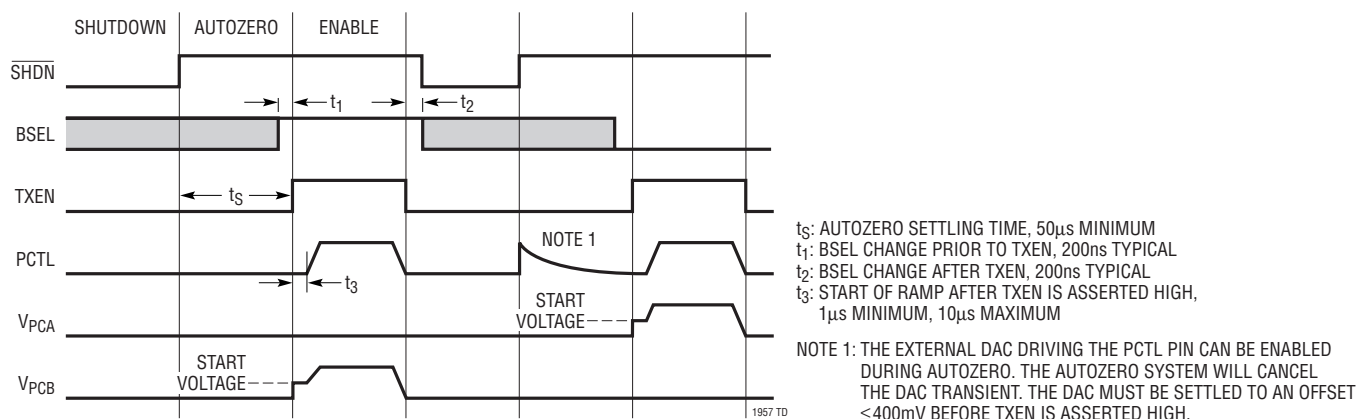 SHUTDOWN AUTOZERO ENABLE
SHDN
t1 t2
BSEL
TXEN
tS
PCTL
NOTE 1
t3
VPCA
START
VOLTAGE
VPCB
START
VOLTAGE
1957 TD
tS: AUTOZERO SETTLING TIME, 50μs MINIMUM
t1: BSEL CHANGE PRIOR TO TXEN, 200ns TYPICAL
t2: BSEL CHANGE AFTER TXEN, 200ns TYPICAL
t3: START OF RAMP AFTER TXEN IS ASSERTED HIGH,
1μs MINIMUM, 10μs MAXIMUM
NOTE 1: THE EXTERNAL DAC DRIVING THE PCTL PIN CAN BE ENABLED
DURING AUTOZERO. THE AUTOZERO SYSTEM WILL CANCEL
THE DAC TRANSIENT. THE DAC MUST BE SETTLED TO AN OFFSET
≤400mV BEFORE TXEN IS ASSERTED HIGH.